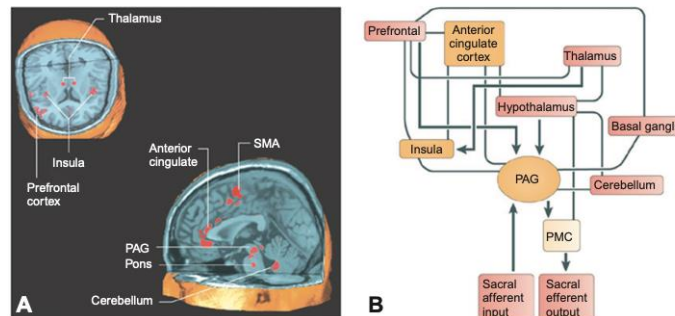 Thalamus
Insula
Prefrontal
cortex
Anterior
cingulate
SMA
PAG
Pons
Cerebellum
A
Prefrontal
Anterior
cingulate
cortex
Thalamus
Hypothalamus
Basal gangl
Insula
PAG
Cerebellum
PMC
Sacral
afferent
input
Sacral
efferent
output
B